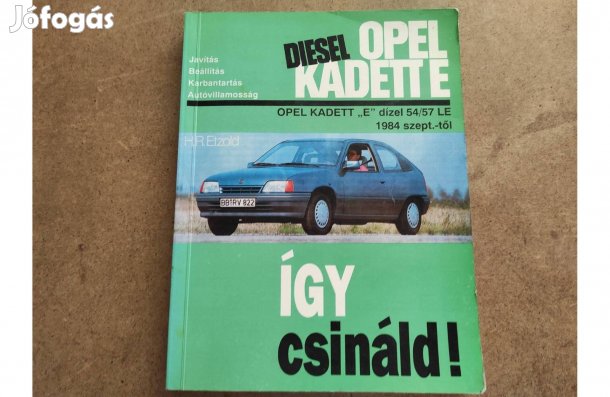 Jófogás
Javítás
Beállítás
Karbantartás
Autóvillamosság
DIESEL OPEL
KADETT E
OPEL KADETT „E” dízel 54/57 LE
1984 szept.-től
H.R. Etzold
BB RV 822
ÍGY
csináld!